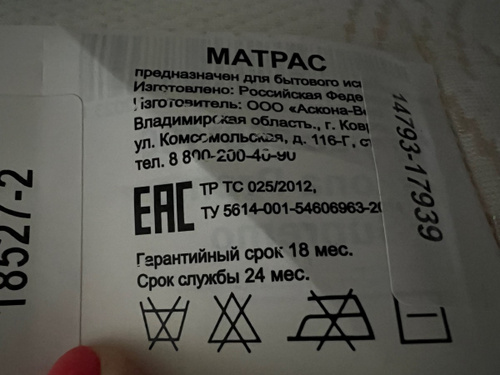 МАТРАС
предназначен для бытового
Изготовлено: Российская
Изготовитель: ООО
Владимирская область, г.
ул. Комсомольская, д. 116-Г,
тел. 8 800-200-40-90
ЕАС
ТР ТС 025/2012,
ТУ 5614-001-54606963-
Гарантийный срок 18 мес.
Срок службы 24 мес.
14793-17939
18527-2